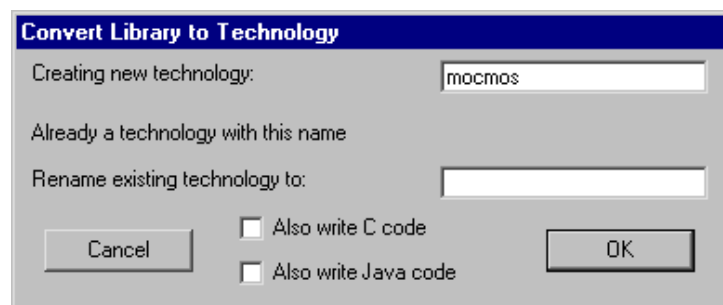 Convert Library to Technology
Creating new technology: mocmos
Already a technology with this name
Rename existing technology to:
Also write C code
Cancel OK
Also write Java code